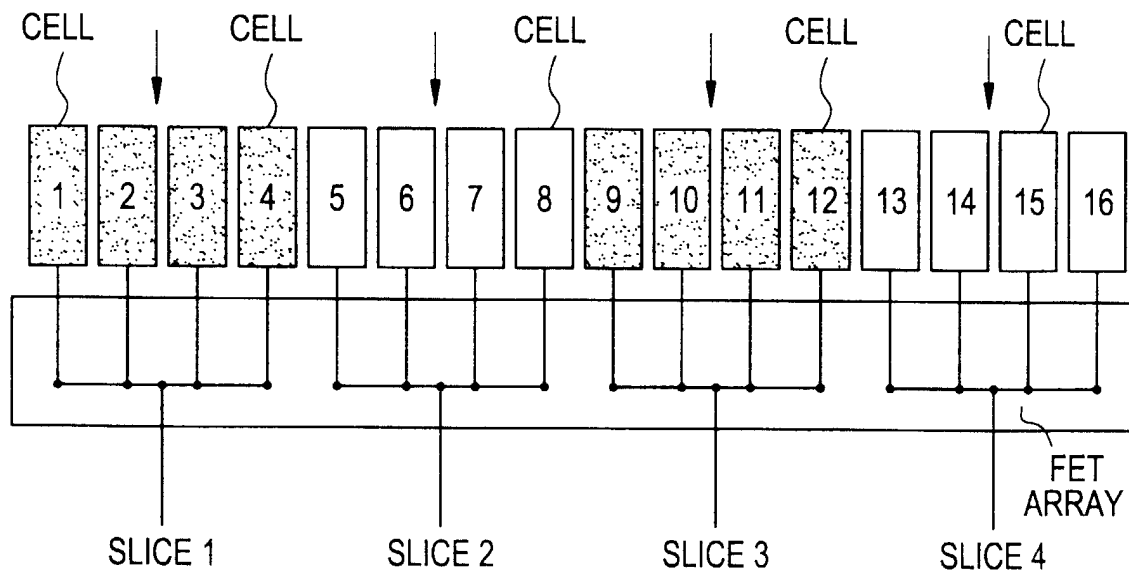 CELL CELL CELL CELL CELL
1 2 3 4 5 6 7 8 9 10 11 12 13 14 15 16
FET
ARRAY
SLICE 1 SLICE 2 SLICE 3 SLICE 4